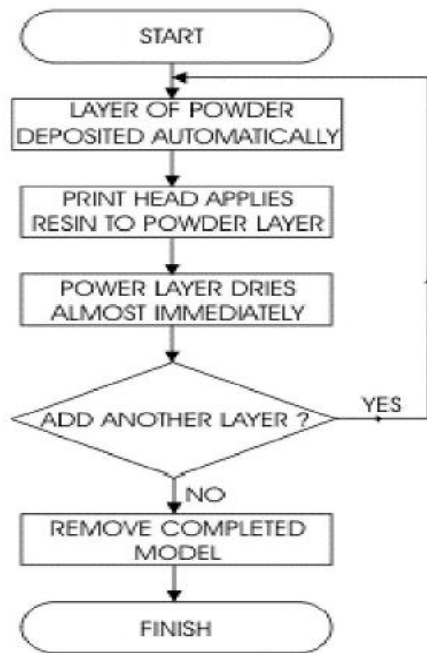 START
LAYER OF POWDER
DEPOSITED AUTOMATICALLY
PRINT HEAD APPLIES
RESIN TO POWDER LAYER
POWER LAYER DRIES
ALMOST IMMEDIATELY
ADD ANOTHER LAYER ?
YES
NO
REMOVE COMPLETED
MODEL
FINISH